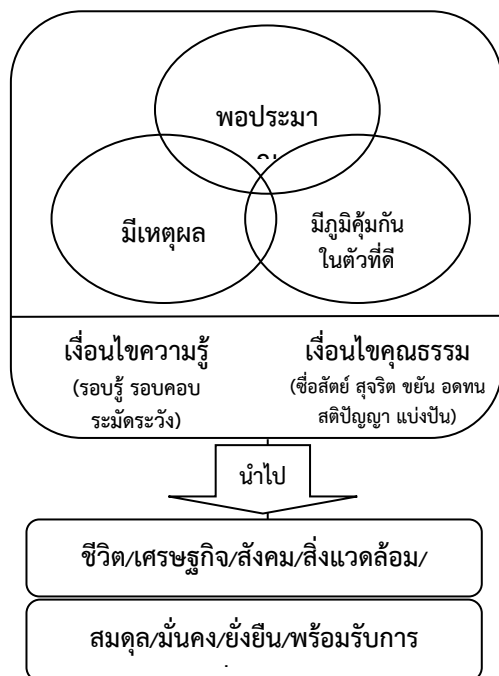 พอประมา
มีเหตุผล
มีภูมิคุ้มกัน
ในตัวที่ดี
เงื่อนไขความรู้
(รอบรู้ รอบคอบ
ระมัดระวัง)
เงื่อนไขคุณธรรม
(ซื่อสัตย์ สุจริต ขยัน อดทน
สติปัญญา แบ่งปัน)
นำไป
ชีวิต/เศรษฐกิจ/สังคม/สิ่งแวดล้อม/
สมดุล/มั่นคง/ยั่งยืน/พร้อมรับการ